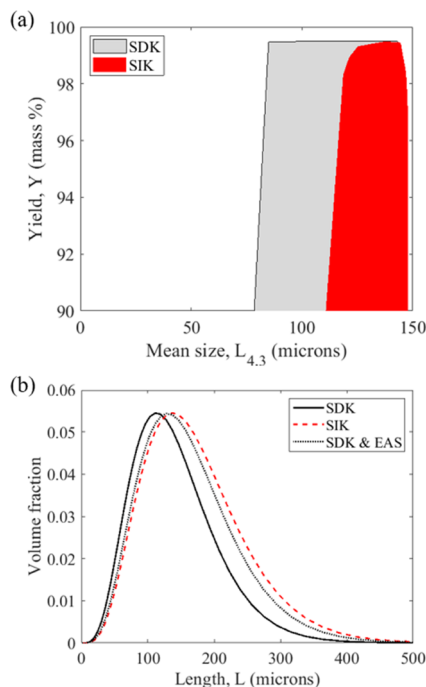 (a)
100
98
96
94
92
90
Yield, Y (mass %)
SDK
SIK
0
50
100
150
Mean size, L4.3 (microns)
(b)
0.06
0.05
0.04
0.03
0.02
0.01
0
Volume fraction
SDK
SIK
SDK & EAS
0
100
200
300
400
500
Length, L (microns)